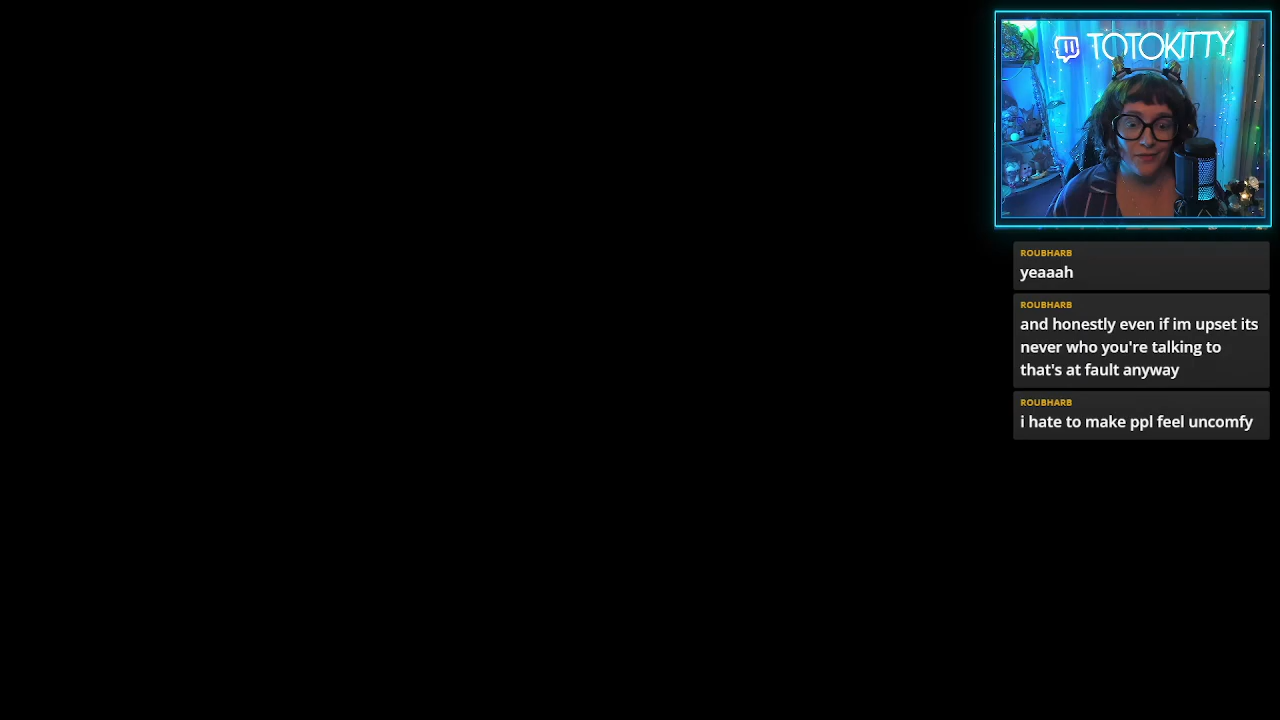 TOTOKITTY
ROUBHARB
yeaaah
ROUBHARB
and honestly even if im upset its
never who you're talking to
that's at fault anyway
ROUBHARB
i hate to make ppl feel uncomfy